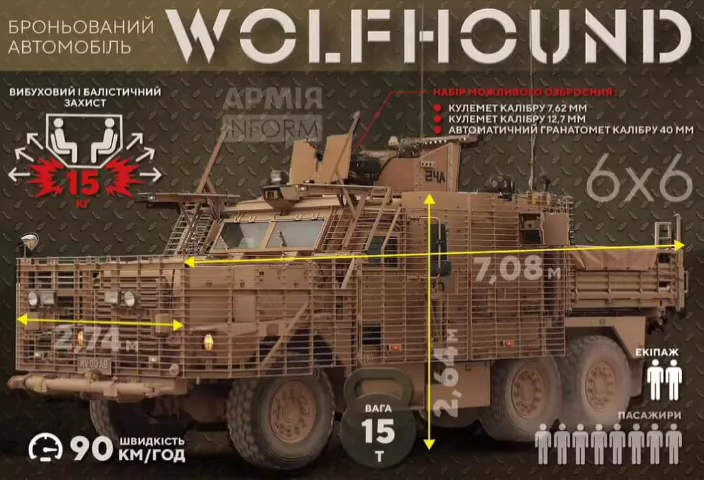 БРОНЬОВАНИЙ
АВТОМОБІЛЬ
WOLFHOUND
ВИБУХОВИЙ І БАЛІСТИЧНИЙ
ЗАХИСТ
15
КГ
АРМІЯ
INFORM
НАБІР МОЖЛИВОГО ОЗБРОЄННЯ:
КУЛЕМЕТ КАЛІБРУ 7,62 ММ
КУЛЕМЕТ КАЛІБРУ 12,7 ММ
АВТОМАТИЧНИЙ ГРАНАТОМЕТ КАЛІБРУ 40 ММ
6x6
7,08 М
2,74 М
2,64 М
ЕКІПАЖ
ПАСАЖИРИ
ВАГА
15
Т
90 ШВИДКІСТЬ
КМ/ГОД